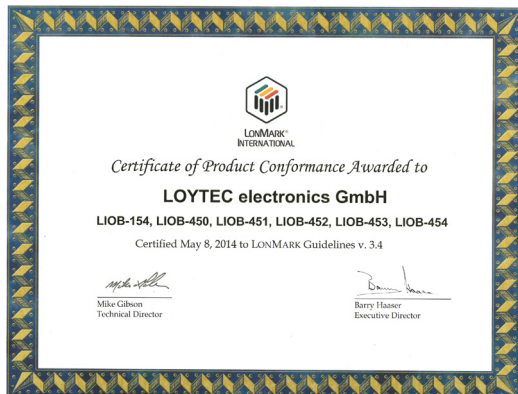 LONMARK®
INTERNATIONAL
Certificate of Product Conformance Awarded to
LOYTEC electronics GmbH
LIOB-154, LIOB-450, LIOB-451, LIOB-452, LIOB-453, LIOB-454
Certified May 8, 2014 to LONMARK Guidelines v. 3.4
Mike Gibson
Technical Director
Barry Haaser
Executive Director